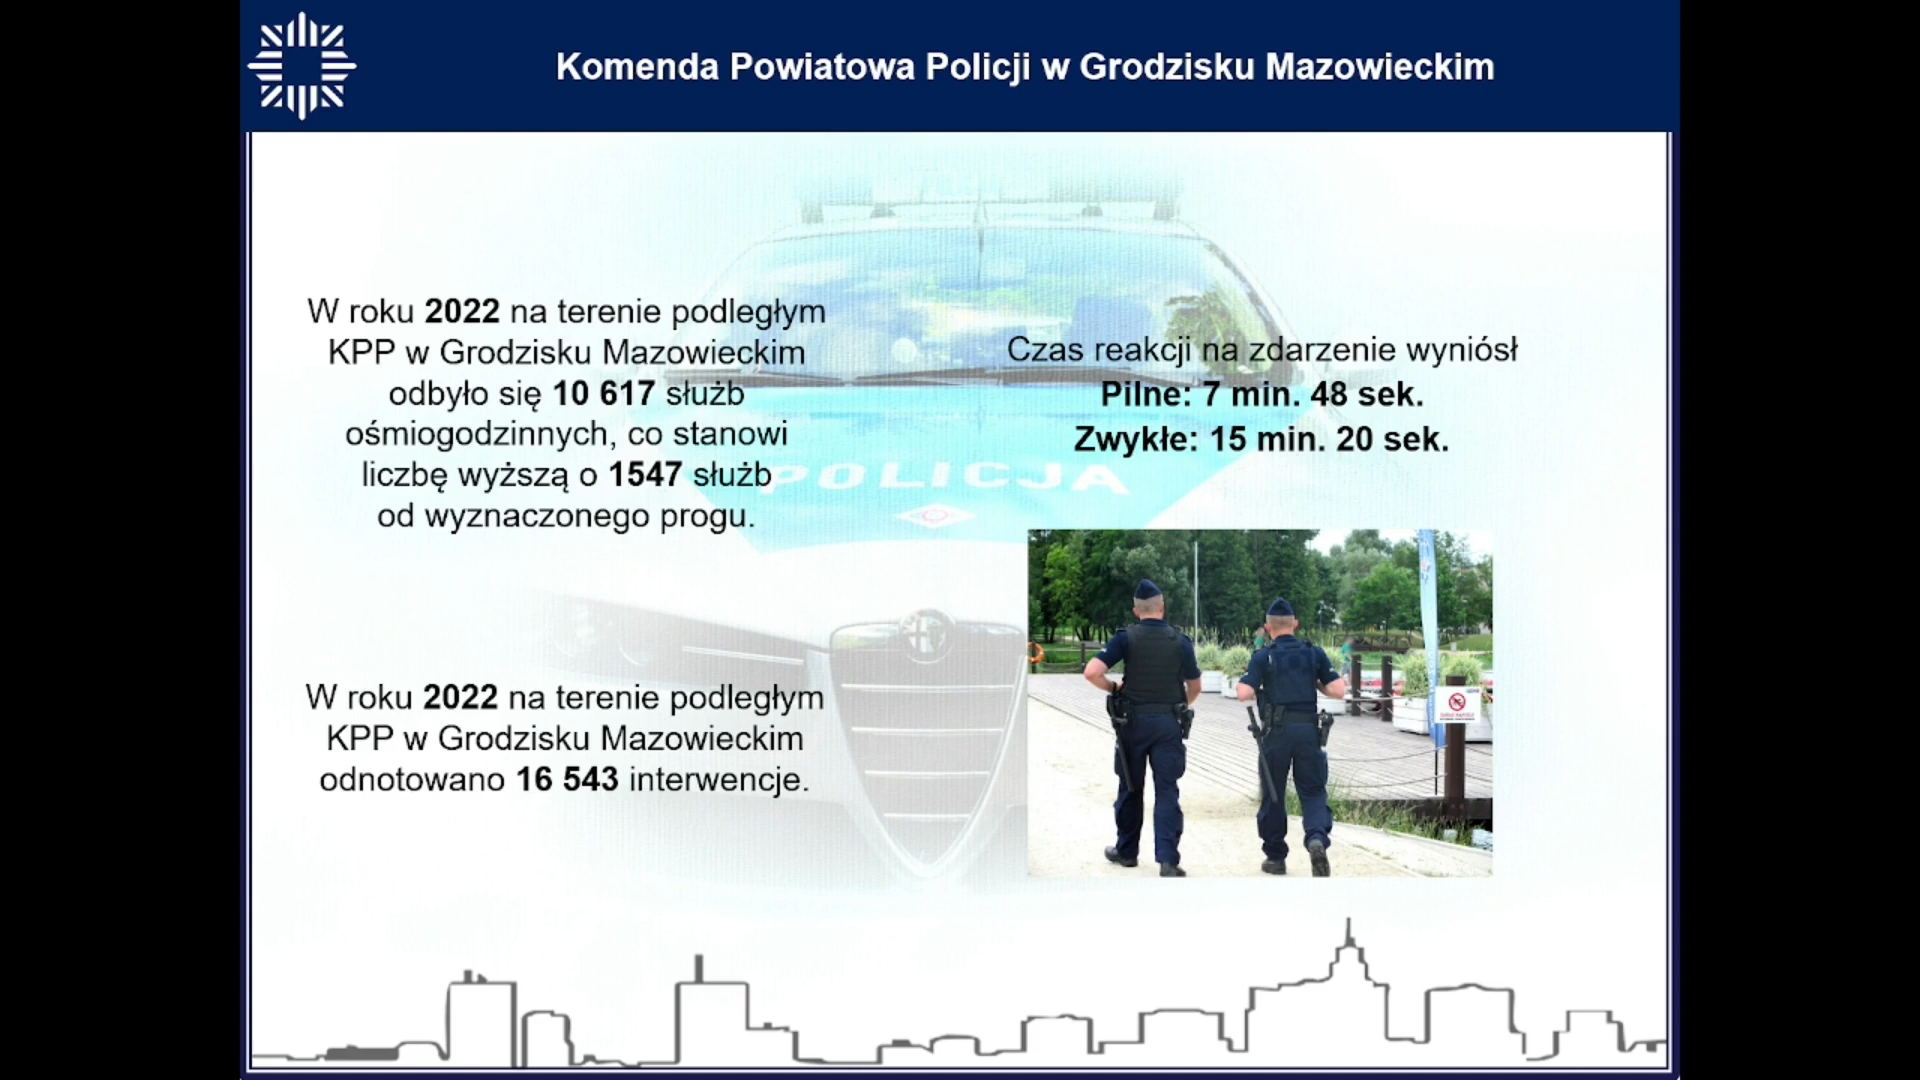 Komenda Powiatowa Policji w Grodzisku Mazowieckim
W roku 2022 na terenie podległym
KPP w Grodzisku Mazowieckim
odbyło się 10 617 służb
ośmiogodzinnych, co stanowi
liczbę wyższą o 1547 służb
od wyznaczonego progu.
W roku 2022 na terenie podległym
KPP w Grodzisku Mazowieckim
odnotowano 16 543 interwencje.
Czas reakcji na zdarzenie wyniósł
Pilne: 7 min. 48 sek.
Zwykłe: 15 min. 20 sek.
POLICJA